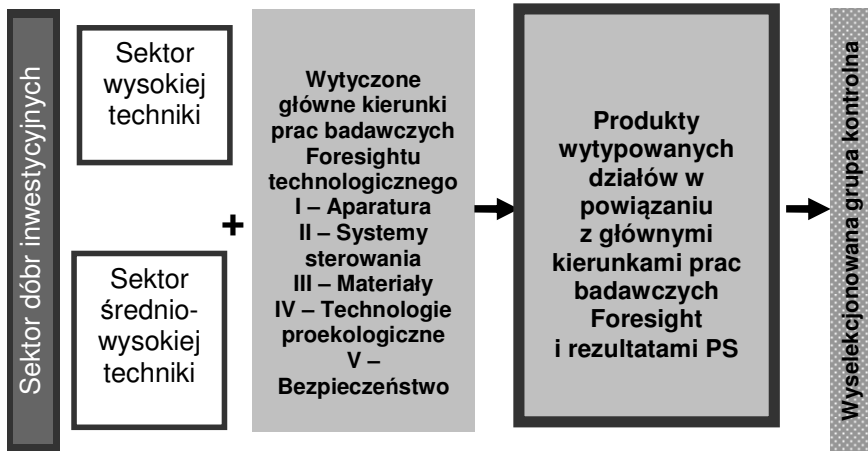 Sektor dóbr inwestycyjnych
Sektor
wysokiej
techniki
Sektor
średnio-
wysokiej
techniki
+
Wytyczone
główne kierunki
prac badawczych
Foresightu
technologicznego
I – Aparatura
II – Systemy
sterowania
III – Materiały
IV – Technologie
proekologiczne
V –
Bezpieczeństwo
Produkty
wytypowanych
działów w
powiązaniu
z głównymi
kierunkami prac
badawczych
Foresight
i rezultatami PS
Wyselekcjonowana grupa kontrolna